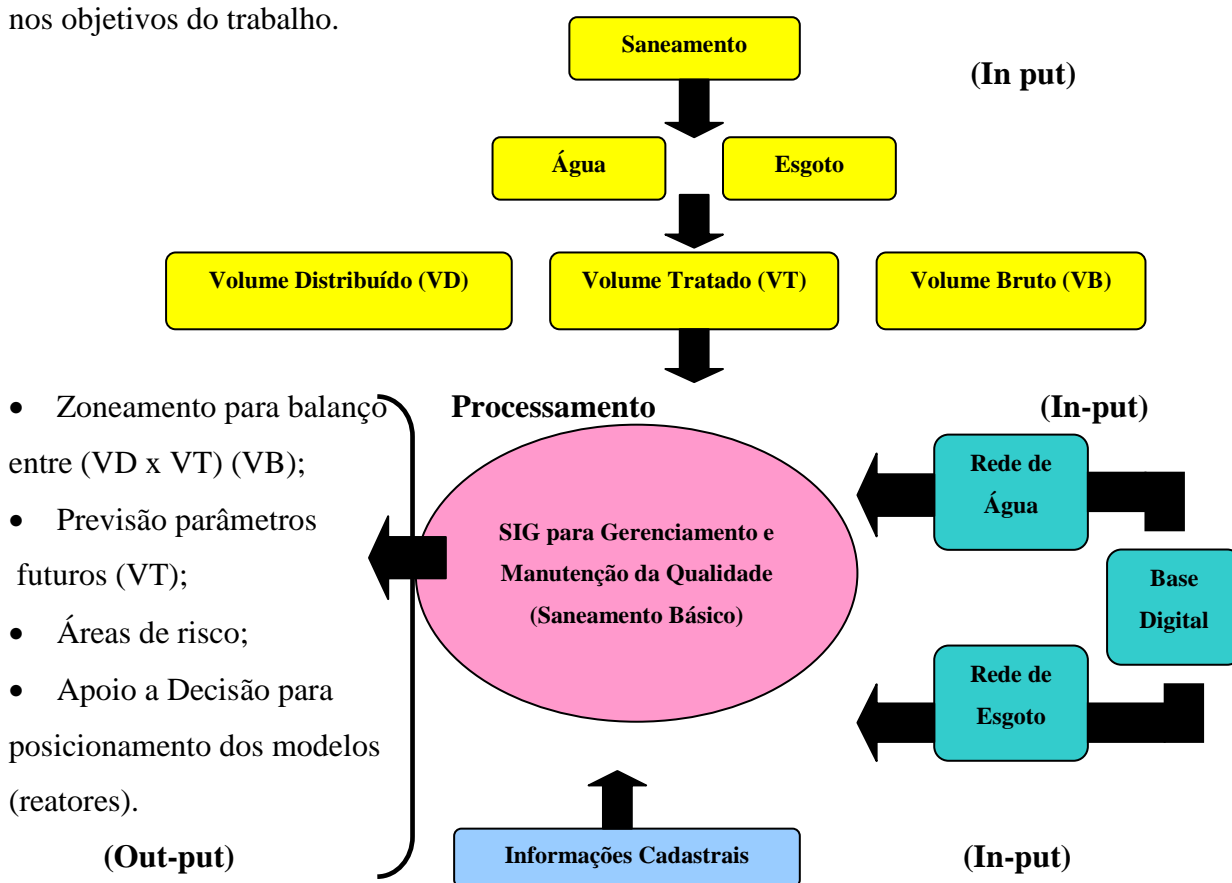 nos objetivos do trabalho.
Saneamento
(In put)
Água
Esgoto
Volume Distribuído (VD)
Volume Tratado (VT)
Volume Bruto (VB)
• Zoneamento para balanço
entre (VD x VT) (VB);
• Previsão parâmetros
futuros (VT);
• Áreas de risco;
• Apoio a Decisão para
posicionamento dos modelos
(reatores).
(Out-put)
Processamento
SIG para Gerenciamento e
Manutenção da Qualidade
(Saneamento Básico)
Informações Cadastrais
(In-put)
Rede de
Água
Base
Digital
Rede de
Esgoto
(In-put)